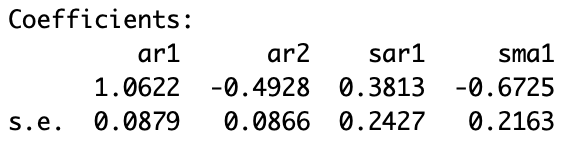 Coefficients:
ar1 ar2 sar1 sma1
1.0622 -0.4928 0.3813 -0.6725
s.e. 0.0879 0.0866 0.2427 0.2163